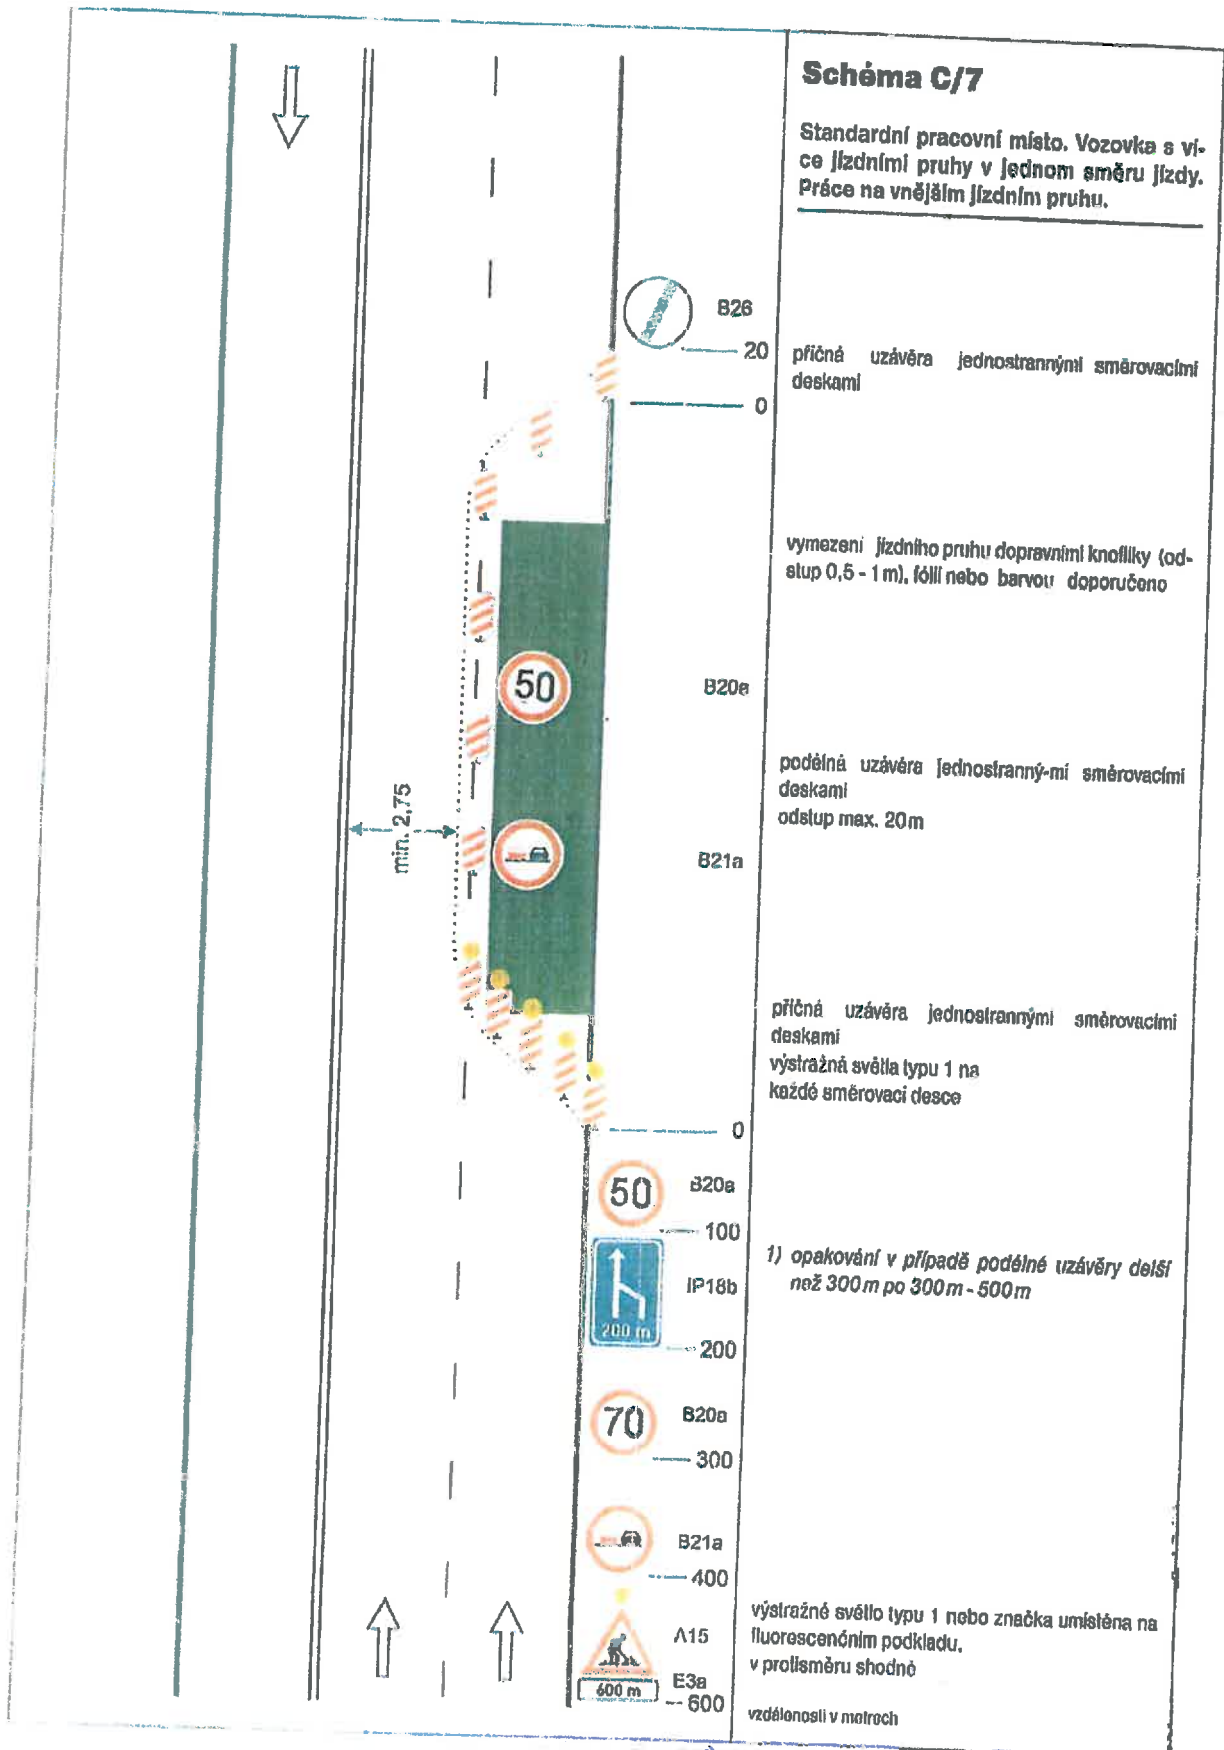 Schéma C/7
Standardní pracovní místo. Vozovka s ví-
ce jízdními pruhy v jednom směru jízdy.
Práce na vnějším jízdním pruhu.
B26
20
příčná uzávěra jednostrannými směrovacími
deskami
0
vymezení jízdního pruhu dopravními knoflíky (od-
stup 0,5 - 1 m), fólií nebo barvou doporučeno
50
B20a
podélná uzávěra jednostranný-mi směrovacími
deskami
odstup max. 20m
min. 2,75
B21a
příčná uzávěra jednostrannými směrovacími
deskami
výstražná světla typu 1 na
každé směrovací desce
0
50
B20a
100
1) opakování v případě podélné uzávěry delší
než 300m po 300m - 500m
IP18b
200 m
200
70
B20a
300
B21a
400
výstražné světlo typu 1 nebo značka umístěna na
fluorescenčním podkladu.
v protisměru shodně
A15
E3a
600 m
600
vzdálenosti v metrech